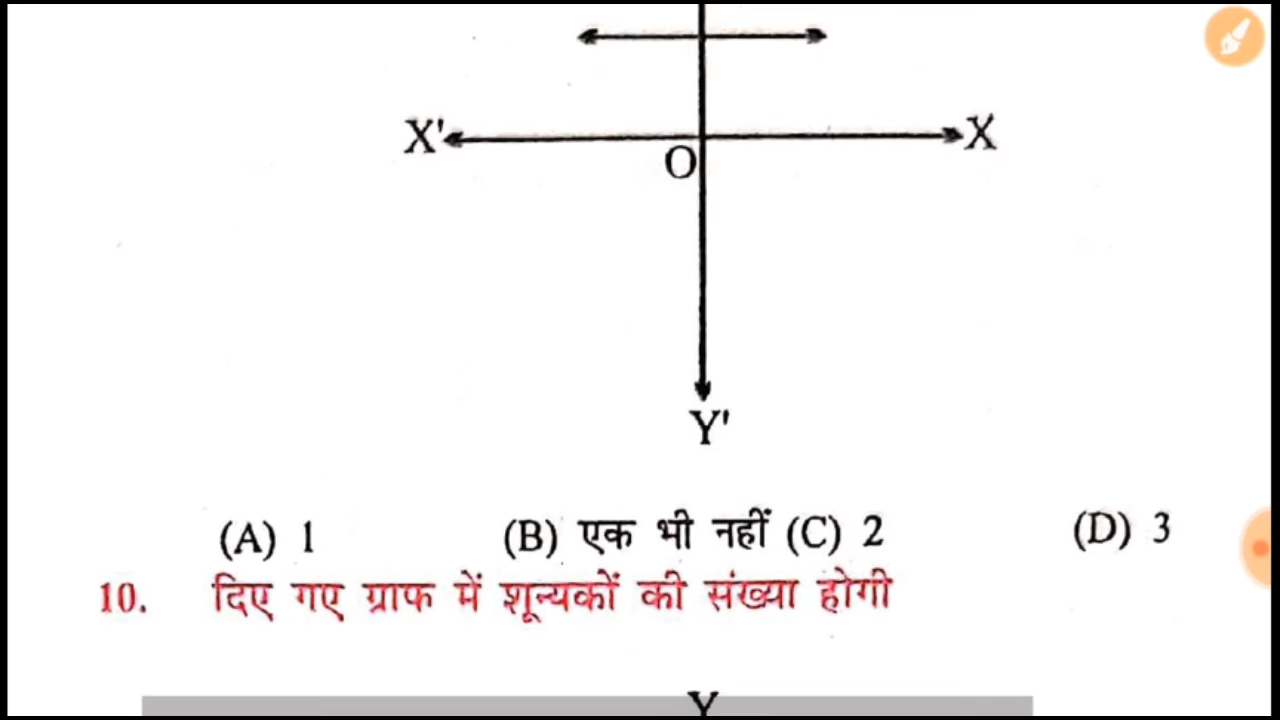 X' X
O
Y'
(A) 1 (B) एक भी नहीं (C) 2 (D) 3
10. दिए गए ग्राफ में शून्यकों की संख्या होगी
Y